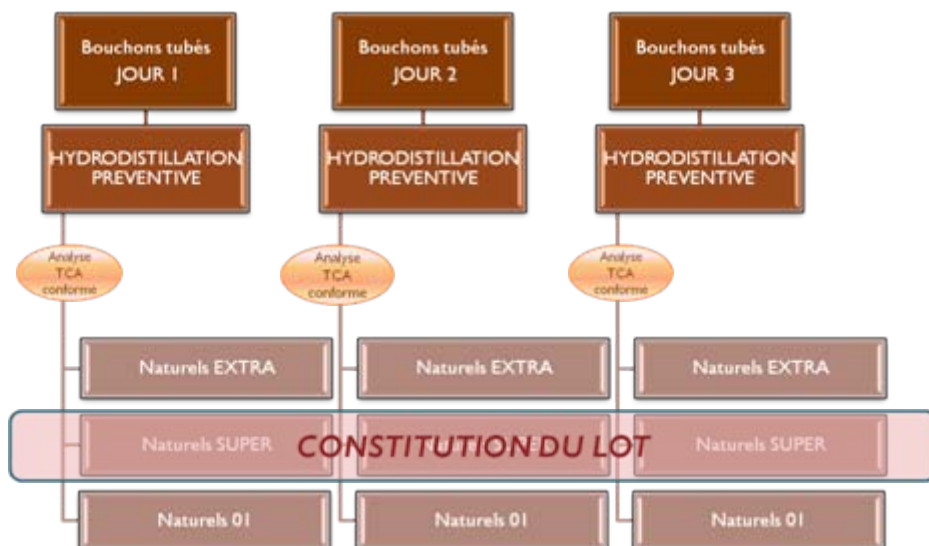 Bouchons tubés
JOUR 1
Bouchons tubés
JOUR 2
Bouchons tubés
JOUR 3
HYDRODISTILLATION
PREVENTIVE
HYDRODISTILLATION
PREVENTIVE
HYDRODISTILLATION
PREVENTIVE
Analyse
TCA
conforme
Analyse
TCA
conforme
Analyse
TCA
conforme
Naturels EXTRA
Naturels EXTRA
Naturels EXTRA
Naturels SUPER
CONSTITUTION DU LOT
Naturels SUPER
Naturels 01
Naturels 01
Naturels 01